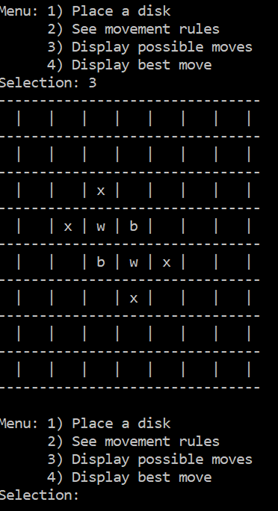 Menu: 1) Place a disk
2) See movement rules
3) Display possible moves
4) Display best move
Selection: 3
---------------------------------
| | | | | | | |
---------------------------------
| | | | | | | |
---------------------------------
| | | x | | | | |
---------------------------------
| | x | w | b | | | |
---------------------------------
| | | b | w | x | | |
---------------------------------
| | | | x | | | |
---------------------------------
| | | | | | | |
---------------------------------
| | | | | | | |
---------------------------------
Menu: 1) Place a disk
2) See movement rules
3) Display possible moves
4) Display best move
Selection: